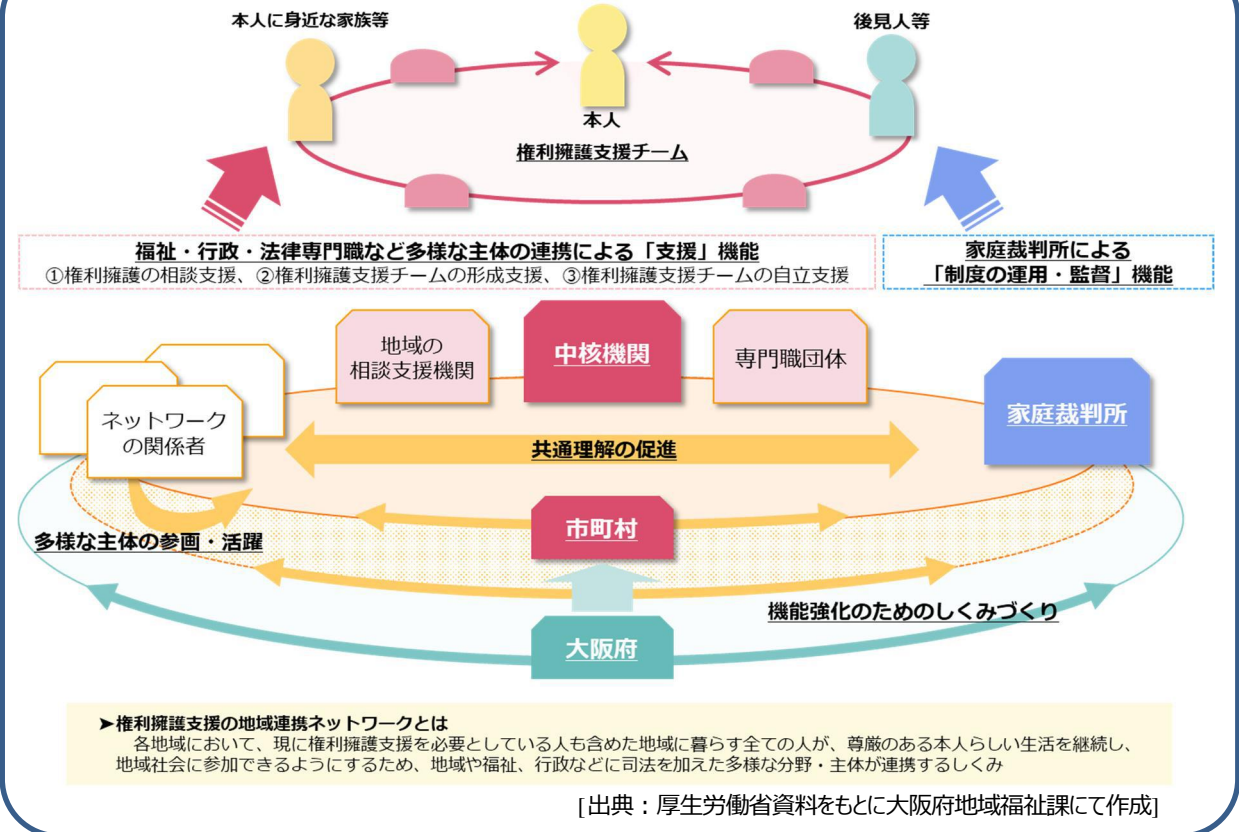 本人に身近な家族等
後見人等
本人
権利擁護支援チーム
福祉・行政・法律専門職など多様な主体の連携による「支援」機能
①権利擁護の相談支援、②権利擁護支援チームの形成支援、③権利擁護支援チームの自立支援
家庭裁判所による
「制度の運用・監督」機能
地域の
相談支援機関
中核機関
専門職団体
ネットワーク
の関係者
家庭裁判所
共通理解の促進
市町村
多様な主体の参画・活躍
機能強化のためのしくみづくり
大阪府
➤権利擁護支援の地域連携ネットワークとは
各地域において、現に権利擁護支援を必要としている人も含めた地域に暮らす全ての人が、尊厳のある本人らしい生活を継続し、
地域社会に参加できるようにするため、地域や福祉、行政などに司法を加えた多様な分野・主体が連携するしくみ
[出典：厚生労働省資料をもとに大阪府地域福祉課にて作成]